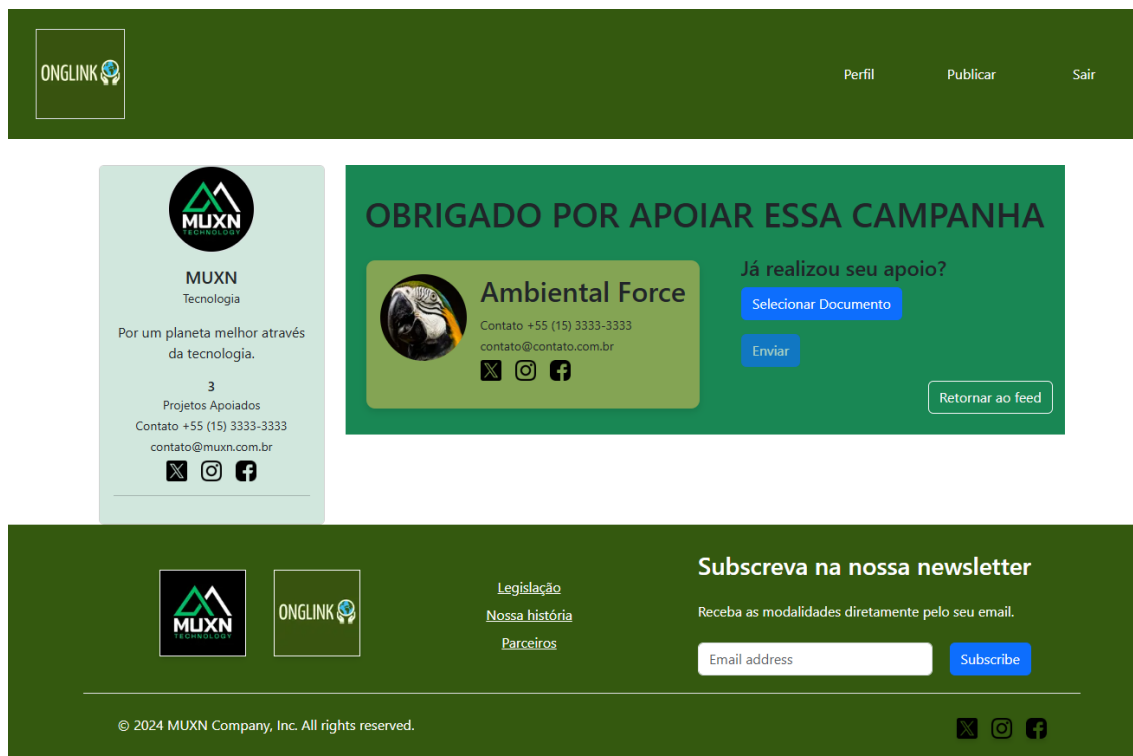 ONGLINK
Perfil
Publicar
Sair
MUXN
TECHNOLOGY
MUXN
Tecnologia
Por um planeta melhor através
da tecnologia.
3
Projetos Apoiados
Contato +55 (15) 3333-3333
contato@muxn.com.br
OBRIGADO POR APOIAR ESSA CAMPANHA
Ambiental Force
Contato +55 (15) 3333-3333
contato@contato.com.br
Já realizou seu apoio?
Selecionar Documento
Enviar
Retornar ao feed
MUXN
TECHNOLOGY
ONGLINK
Legislação
Nossa história
Parceiros
Subscreva na nossa newsletter
Receba as modalidades diretamente pelo seu email.
Email address
Subscribe
© 2024 MUXN Company, Inc. All rights reserved.